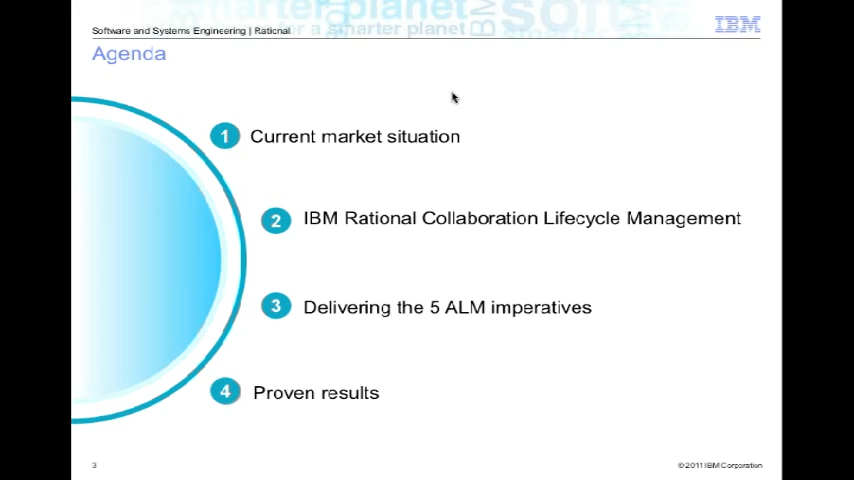 Software and Systems Engineering | Rational
IBM
Agenda
1 Current market situation
2 IBM Rational Collaboration Lifecycle Management
3 Delivering the 5 ALM imperatives
4 Proven results
3
© 2011 IBM Corporation